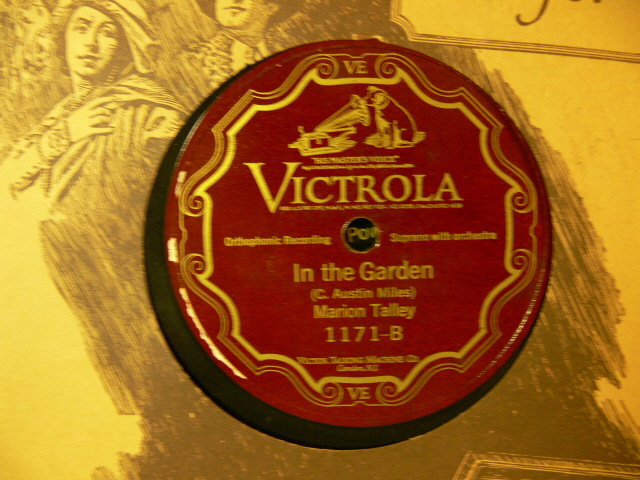 VE
"HIS MASTER'S VOICE"
VICTROLA
Orthophonic Recording
Soprano with orchestra
In the Garden
(C. Austin Miles)
Marion Talley
1171-B
VICTOR TALKING MACHINE CO.
Camden, N.J.
VE